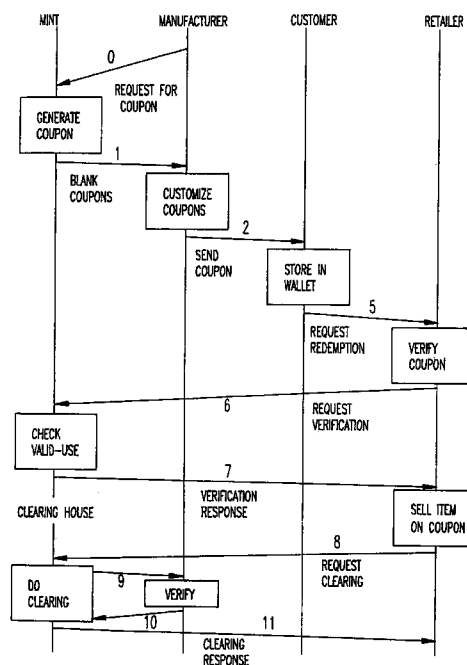 MINT MANUFACTURER CUSTOMER RETAILER
0
REQUEST FOR
COUPON
GENERATE
COUPON
1
BLANK
COUPONS
CUSTOMIZE
COUPONS
2
SEND
COUPON
STORE IN
WALLET
5
REQUEST
REDEMPTION
VERIFY
COUPON
6
REQUEST
VERIFICATION
CHECK
VALID-USE
7
VERIFICATION
RESPONSE
CLEARING HOUSE
SELL ITEM
ON COUPON
8
REQUEST
CLEARING
DO
CLEARING
9
VERIFY
10
11
CLEARING
RESPONSE